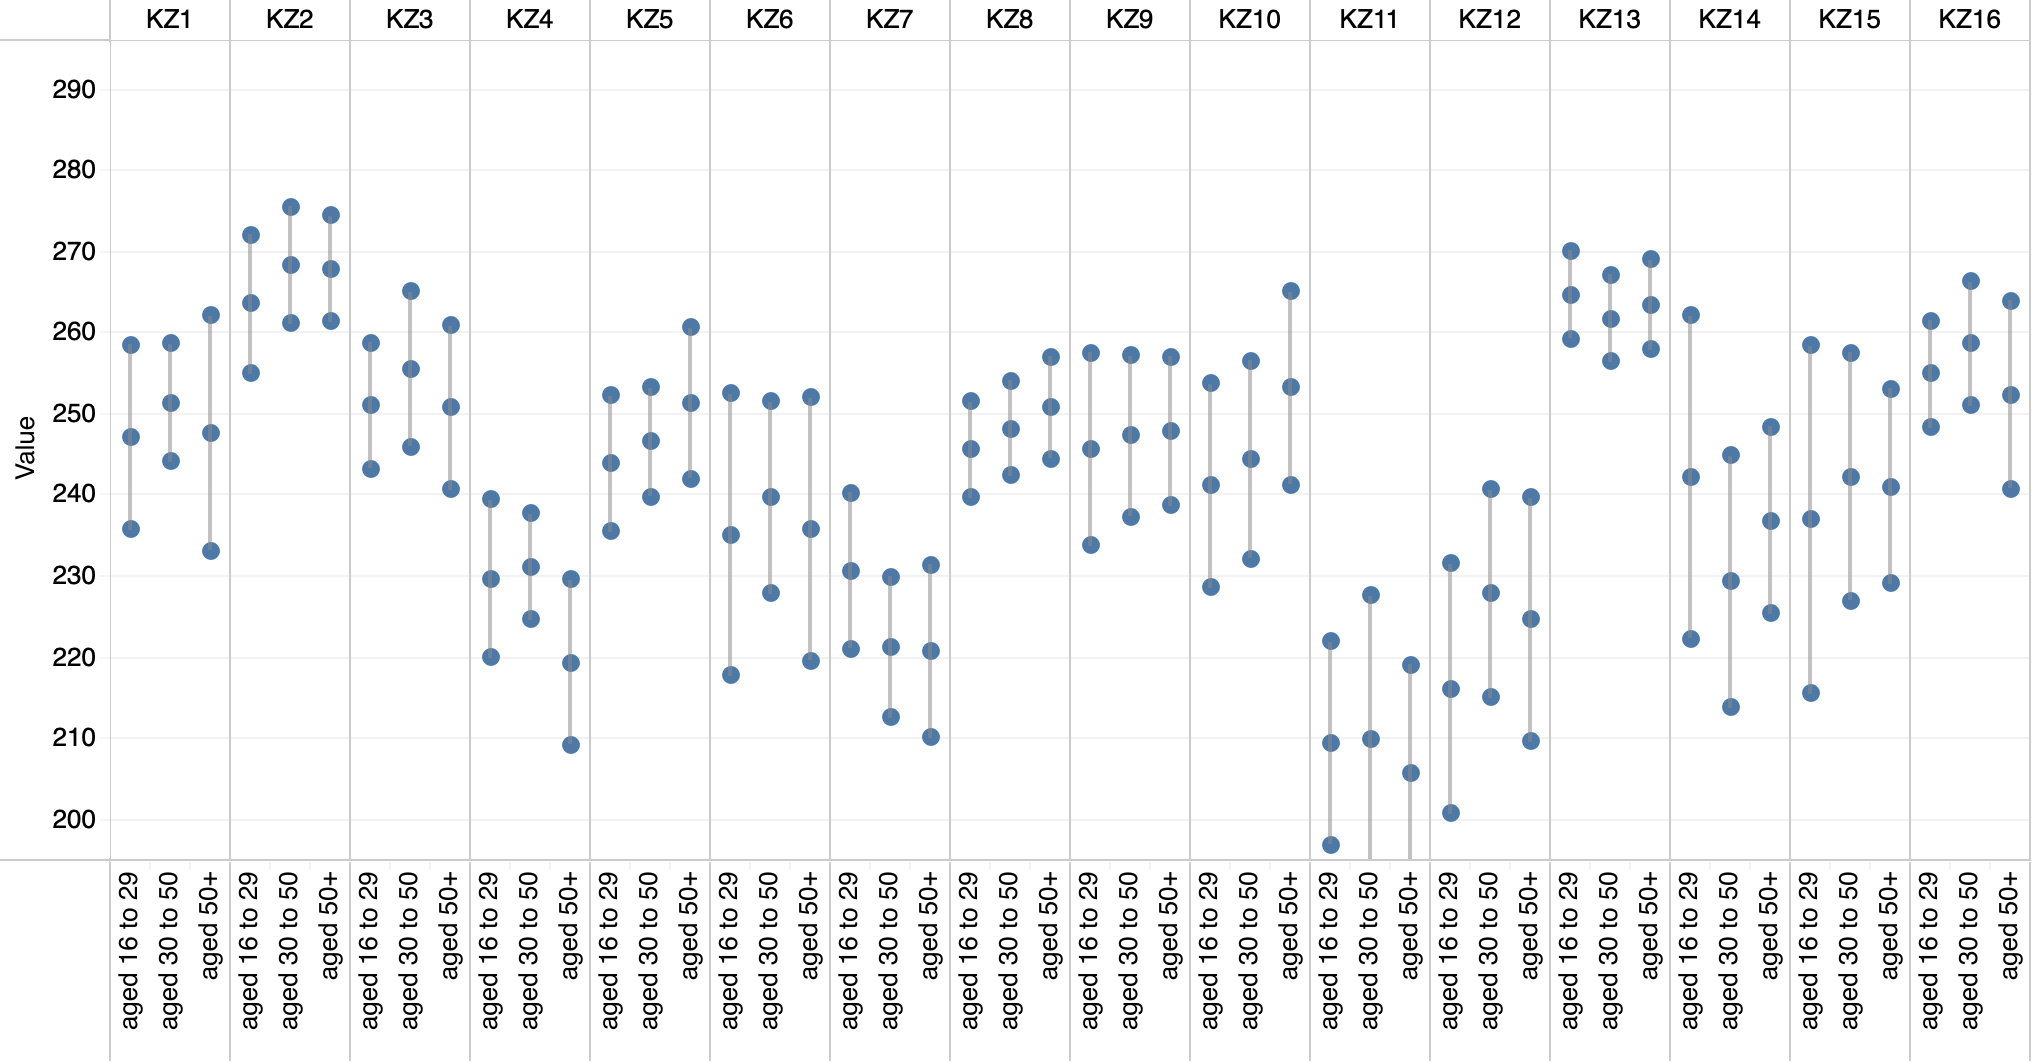 KZ1 KZ2 KZ3 KZ4 KZ5 KZ6 KZ7 KZ8 KZ9 KZ10 KZ11 KZ12 KZ13 KZ14 KZ15 KZ16
290
280
270
260
250
240
230
220
210
200
Value
aged 16 to 29
aged 30 to 50
aged 50+
aged 16 to 29
aged 30 to 50
aged 50+
aged 16 to 29
aged 30 to 50
aged 50+
aged 16 to 29
aged 30 to 50
aged 50+
aged 16 to 29
aged 30 to 50
aged 50+
aged 16 to 29
aged 30 to 50
aged 50+
aged 16 to 29
aged 30 to 50
aged 50+
aged 16 to 29
aged 30 to 50
aged 50+
aged 16 to 29
aged 30 to 50
aged 50+
aged 16 to 29
aged 30 to 50
aged 50+
aged 16 to 29
aged 30 to 50
aged 50+
aged 16 to 29
aged 30 to 50
aged 50+
aged 16 to 29
aged 30 to 50
aged 50+
aged 16 to 29
aged 30 to 50
aged 50+
aged 16 to 29
aged 30 to 50
aged 50+
aged 16 to 29
aged 30 to 50
aged 50+